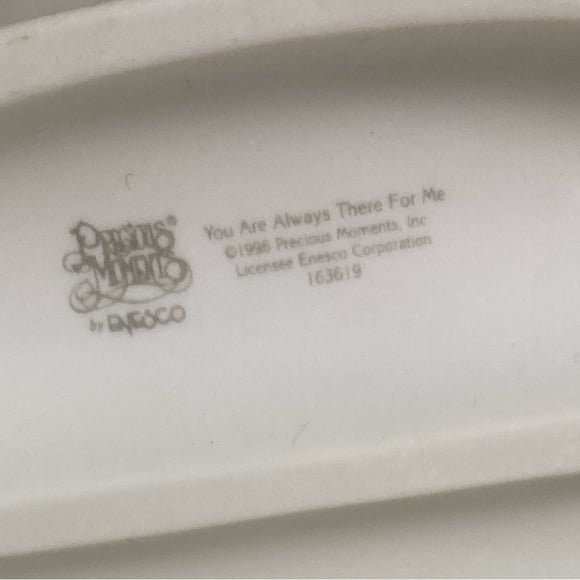 PRECIOUS®
MOMENTS
by ENESCO
You Are Always There For Me
©1996 Precious Moments, Inc
Licensee Enesco Corporation
163619